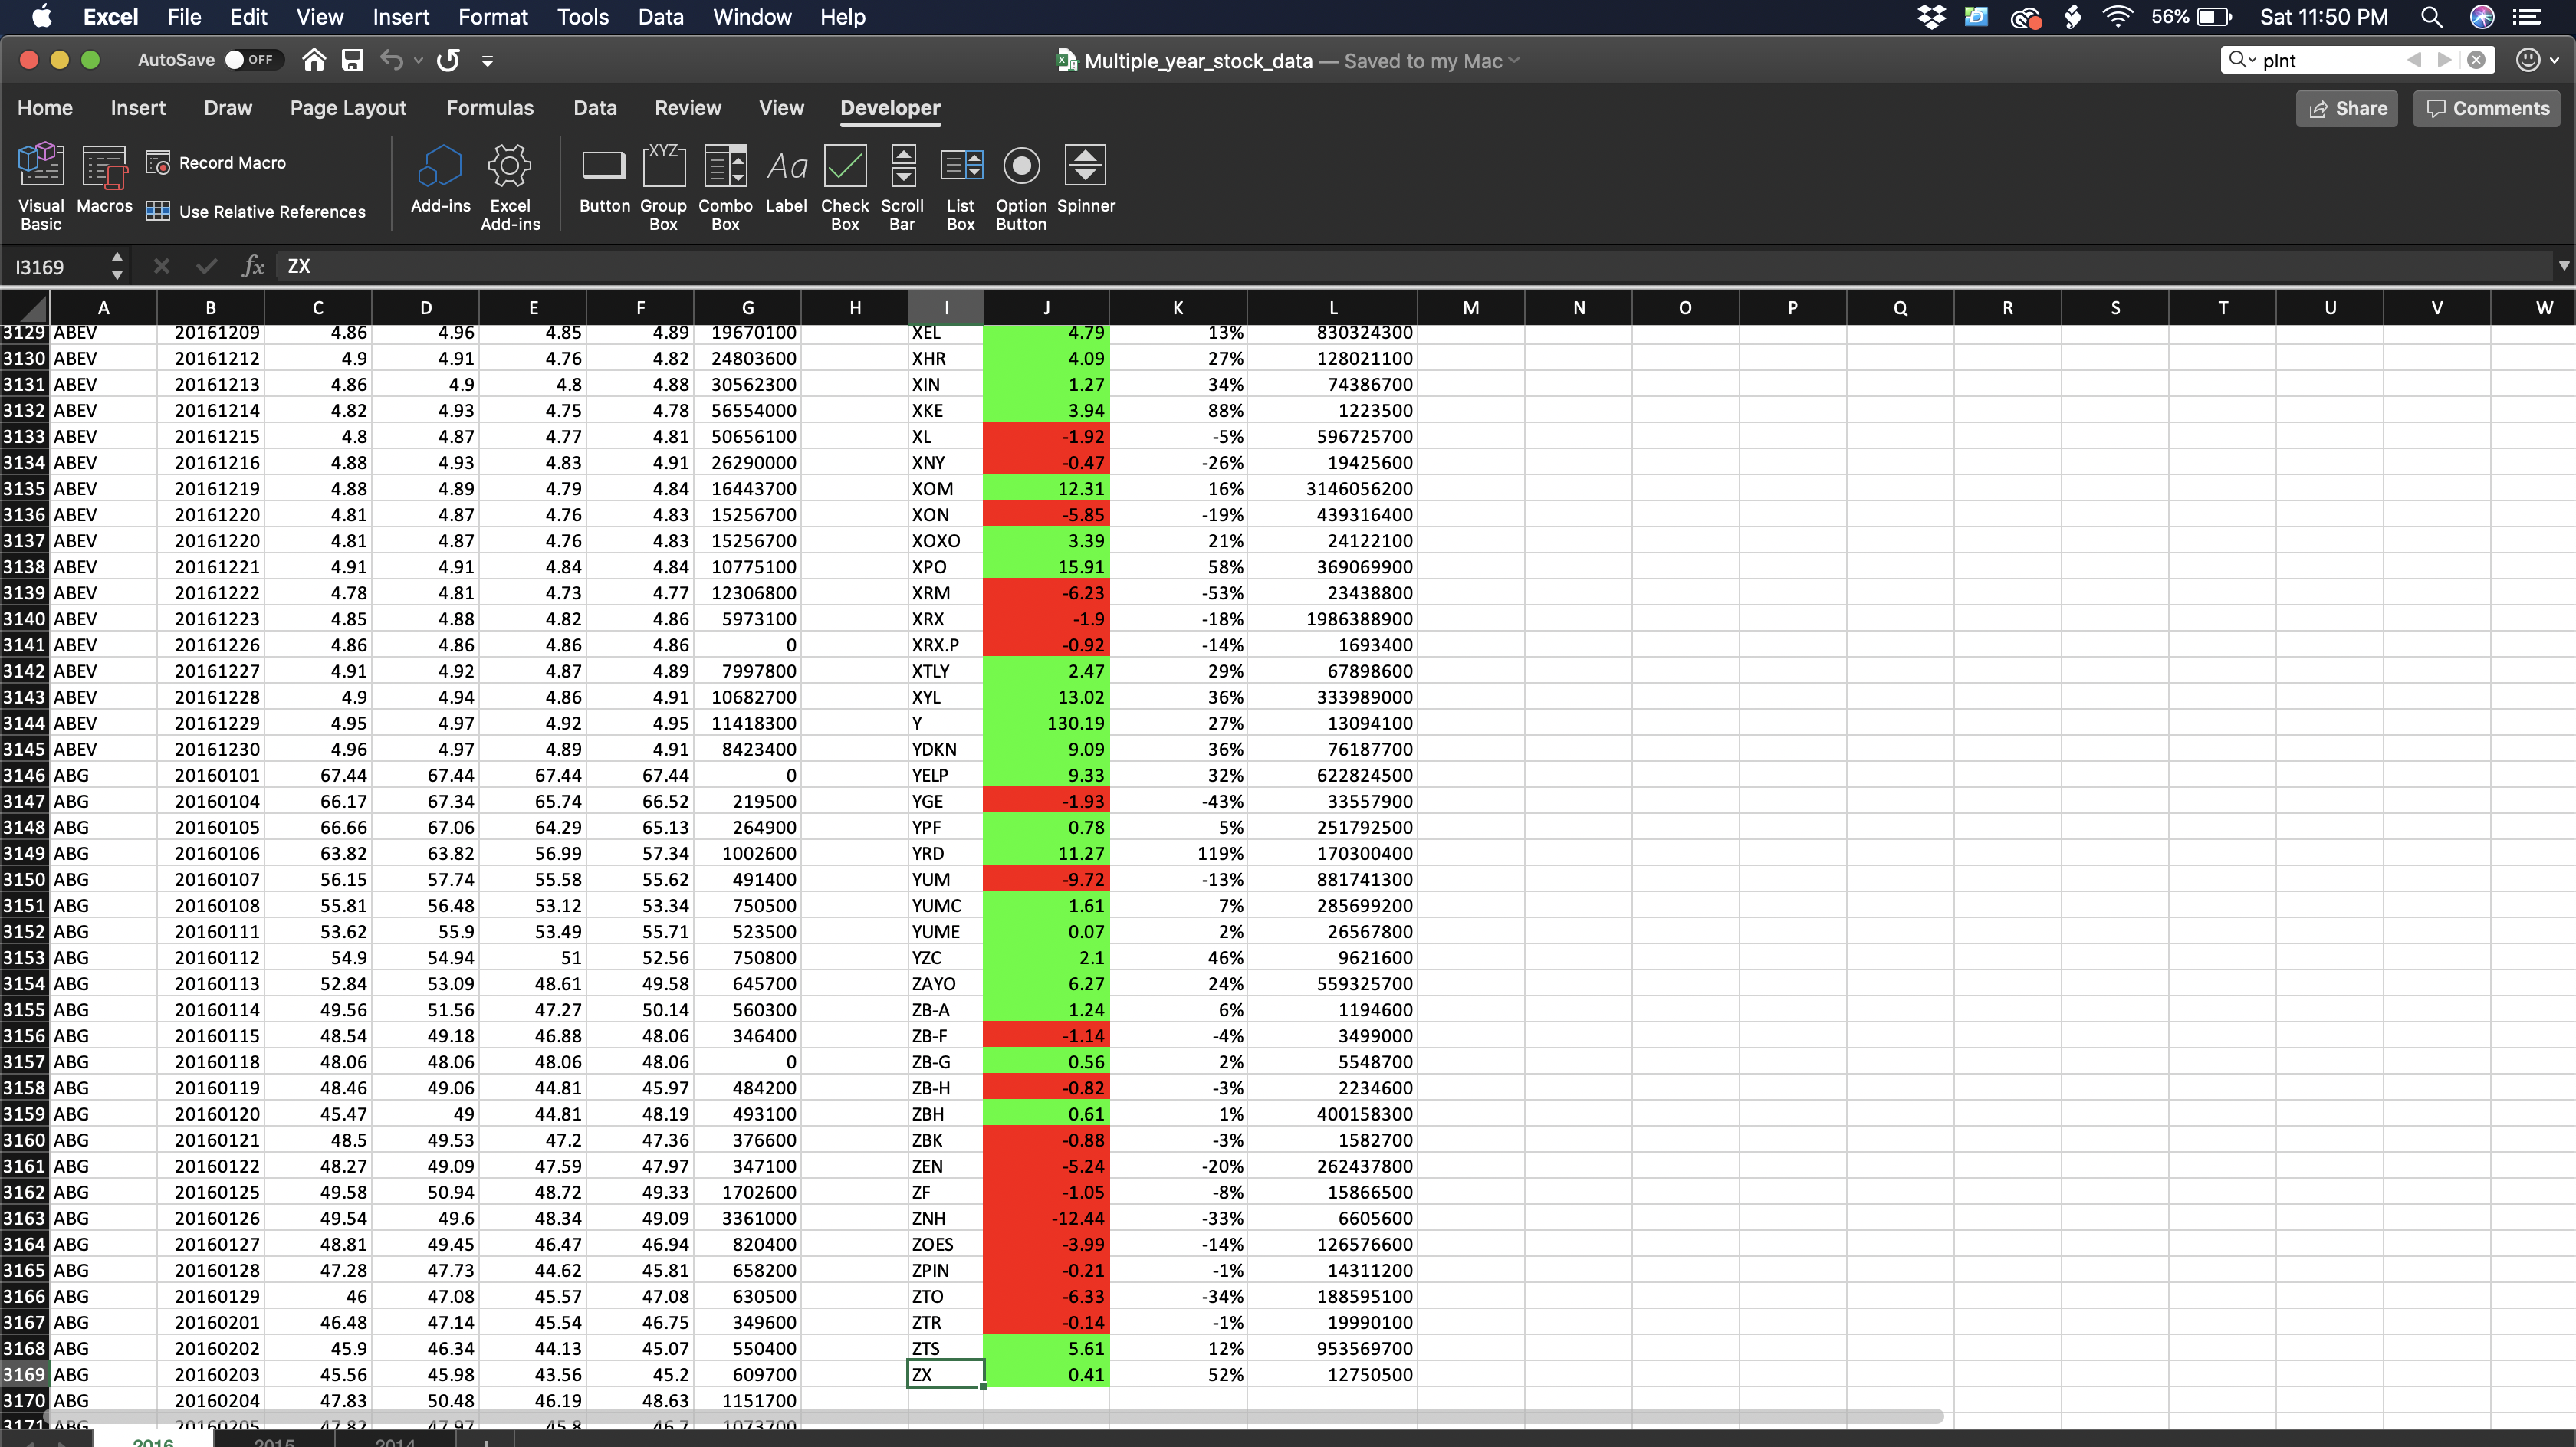 Excel File Edit View Insert Format Tools Data Window Help 56% Sat 11:50 PM
AutoSave OFF Multiple_year_stock_data — Saved to my Mac plnt
Home Insert Draw Page Layout Formulas Data Review View Developer Share Comments
Visual Basic Macros Record Macro Use Relative References Add-ins Excel Add-ins Button Group Box Combo Box Label Check Box Scroll Bar List Box Option Button Spinner
XYZ Aa
I3169 fx ZX
A B C D E F G H I J K L M N O P Q R S T U V W
3129 ABEV 20161209 4.86 4.96 4.85 4.89 19670100 XEL 4.79 13% 830324300
3130 ABEV 20161212 4.9 4.91 4.76 4.82 24803600 XHR 4.09 27% 128021100
3131 ABEV 20161213 4.86 4.9 4.8 4.88 30562300 XIN 1.27 34% 74386700
3132 ABEV 20161214 4.82 4.93 4.75 4.78 56554000 XKE 3.94 88% 1223500
3133 ABEV 20161215 4.8 4.87 4.77 4.81 50656100 XL -1.92 -5% 596725700
3134 ABEV 20161216 4.88 4.93 4.83 4.91 26290000 XNY -0.47 -26% 19425600
3135 ABEV 20161219 4.88 4.89 4.79 4.84 16443700 XOM 12.31 16% 3146056200
3136 ABEV 20161220 4.81 4.87 4.76 4.83 15256700 XON -5.85 -19% 439316400
3137 ABEV 20161220 4.81 4.87 4.76 4.83 15256700 XOXO 3.39 21% 24122100
3138 ABEV 20161221 4.91 4.91 4.84 4.84 10775100 XPO 15.91 58% 369069900
3139 ABEV 20161222 4.78 4.81 4.73 4.77 12306800 XRM -6.23 -53% 23438800
3140 ABEV 20161223 4.85 4.88 4.82 4.86 5973100 XRX -1.9 -18% 1986388900
3141 ABEV 20161226 4.86 4.86 4.86 4.86 0 XRX.P -0.92 -14% 1693400
3142 ABEV 20161227 4.91 4.92 4.87 4.89 7997800 XTLY 2.47 29% 67898600
3143 ABEV 20161228 4.9 4.94 4.86 4.91 10682700 XYL 13.02 36% 333989000
3144 ABEV 20161229 4.95 4.97 4.92 4.95 11418300 Y 130.19 27% 13094100
3145 ABEV 20161230 4.96 4.97 4.89 4.91 8423400 YDKN 9.09 36% 76187700
3146 ABG 20160101 67.44 67.44 67.44 67.44 0 YELP 9.33 32% 622824500
3147 ABG 20160104 66.17 67.34 65.74 66.52 219500 YGE -1.93 -43% 33557900
3148 ABG 20160105 66.66 67.06 64.29 65.13 264900 YPF 0.78 5% 251792500
3149 ABG 20160106 63.82 63.82 56.99 57.34 1002600 YRD 11.27 119% 170300400
3150 ABG 20160107 56.15 57.74 55.58 55.62 491400 YUM -9.72 -13% 881741300
3151 ABG 20160108 55.81 56.48 53.12 53.34 750500 YUMC 1.61 7% 285699200
3152 ABG 20160111 53.62 55.9 53.49 55.71 523500 YUME 0.07 2% 26567800
3153 ABG 20160112 54.9 54.94 51 52.56 750800 YZC 2.1 46% 9621600
3154 ABG 20160113 52.84 53.09 48.61 49.58 645700 ZAYO 6.27 24% 559325700
3155 ABG 20160114 49.56 51.56 47.27 50.14 560300 ZB-A 1.24 6% 1194600
3156 ABG 20160115 48.54 49.18 46.88 48.06 346400 ZB-F -1.14 -4% 3499000
3157 ABG 20160118 48.06 48.06 48.06 48.06 0 ZB-G 0.56 2% 5548700
3158 ABG 20160119 48.46 49.06 44.81 45.97 484200 ZB-H -0.82 -3% 2234600
3159 ABG 20160120 45.47 49 44.81 48.19 493100 ZBH 0.61 1% 400158300
3160 ABG 20160121 48.5 49.53 47.2 47.36 376600 ZBK -0.88 -3% 1582700
3161 ABG 20160122 48.27 49.09 47.59 47.97 347100 ZEN -5.24 -20% 262437800
3162 ABG 20160125 49.58 50.94 48.72 49.33 1702600 ZF -1.05 -8% 15866500
3163 ABG 20160126 49.54 49.6 48.34 49.09 3361000 ZNH -12.44 -33% 6605600
3164 ABG 20160127 48.81 49.45 46.47 46.94 820400 ZOES -3.99 -14% 126576600
3165 ABG 20160128 47.28 47.73 44.62 45.81 658200 ZPIN -0.21 -1% 14311200
3166 ABG 20160129 46 47.08 45.57 47.08 630500 ZTO -6.33 -34% 188595100
3167 ABG 20160201 46.48 47.14 45.54 46.75 349600 ZTR -0.14 -1% 19990100
3168 ABG 20160202 45.9 46.34 44.13 45.07 550400 ZTS 5.61 12% 953569700
3169 ABG 20160203 45.56 45.98 43.56 45.2 609700 ZX 0.41 52% 12750500
3170 ABG 20160204 47.83 50.48 46.19 48.63 1151700
3171 ABG 20160205 47.82 47.97 45.8 46.7 1073700
2016 2015 2014 +